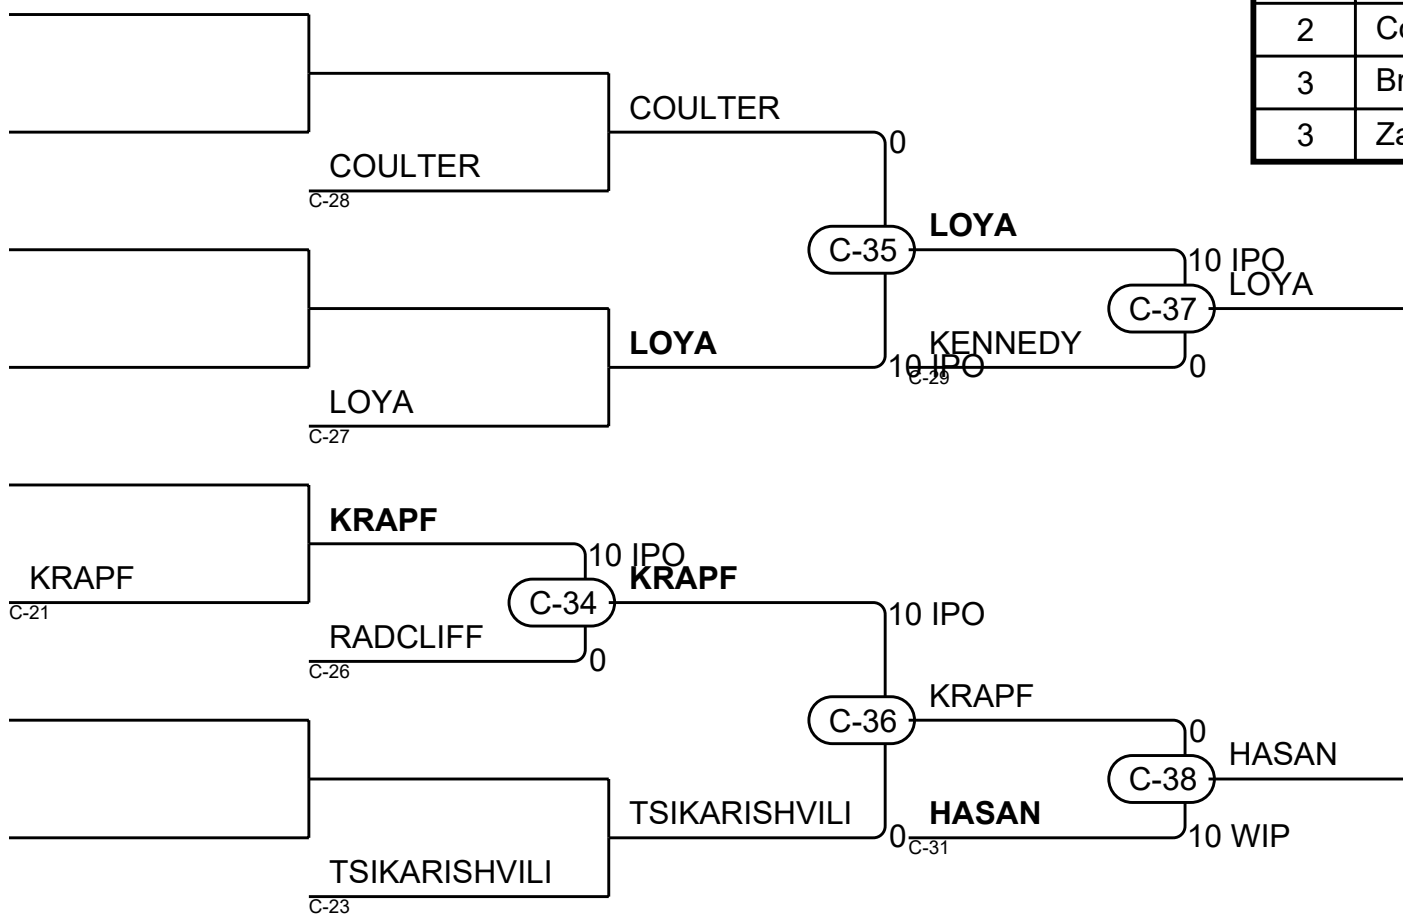 2 Co
3 Br
3 Za
COULTER
0
COULTER
C-28
LOYA
C-35
10 IPO
LOYA
C-37
LOYA
KENNEDY
10 IPO
C-29
0
LOYA
C-27
KRAPF
10 IPO
KRAPF
KRAPF
C-21
C-34
10 IPO
RADCLIFF
0
C-26
KRAPF
C-36
0
HASAN
C-38
TSIKARISHVILI
0
HASAN
C-31
10 WIP
TSIKARISHVILI
C-23